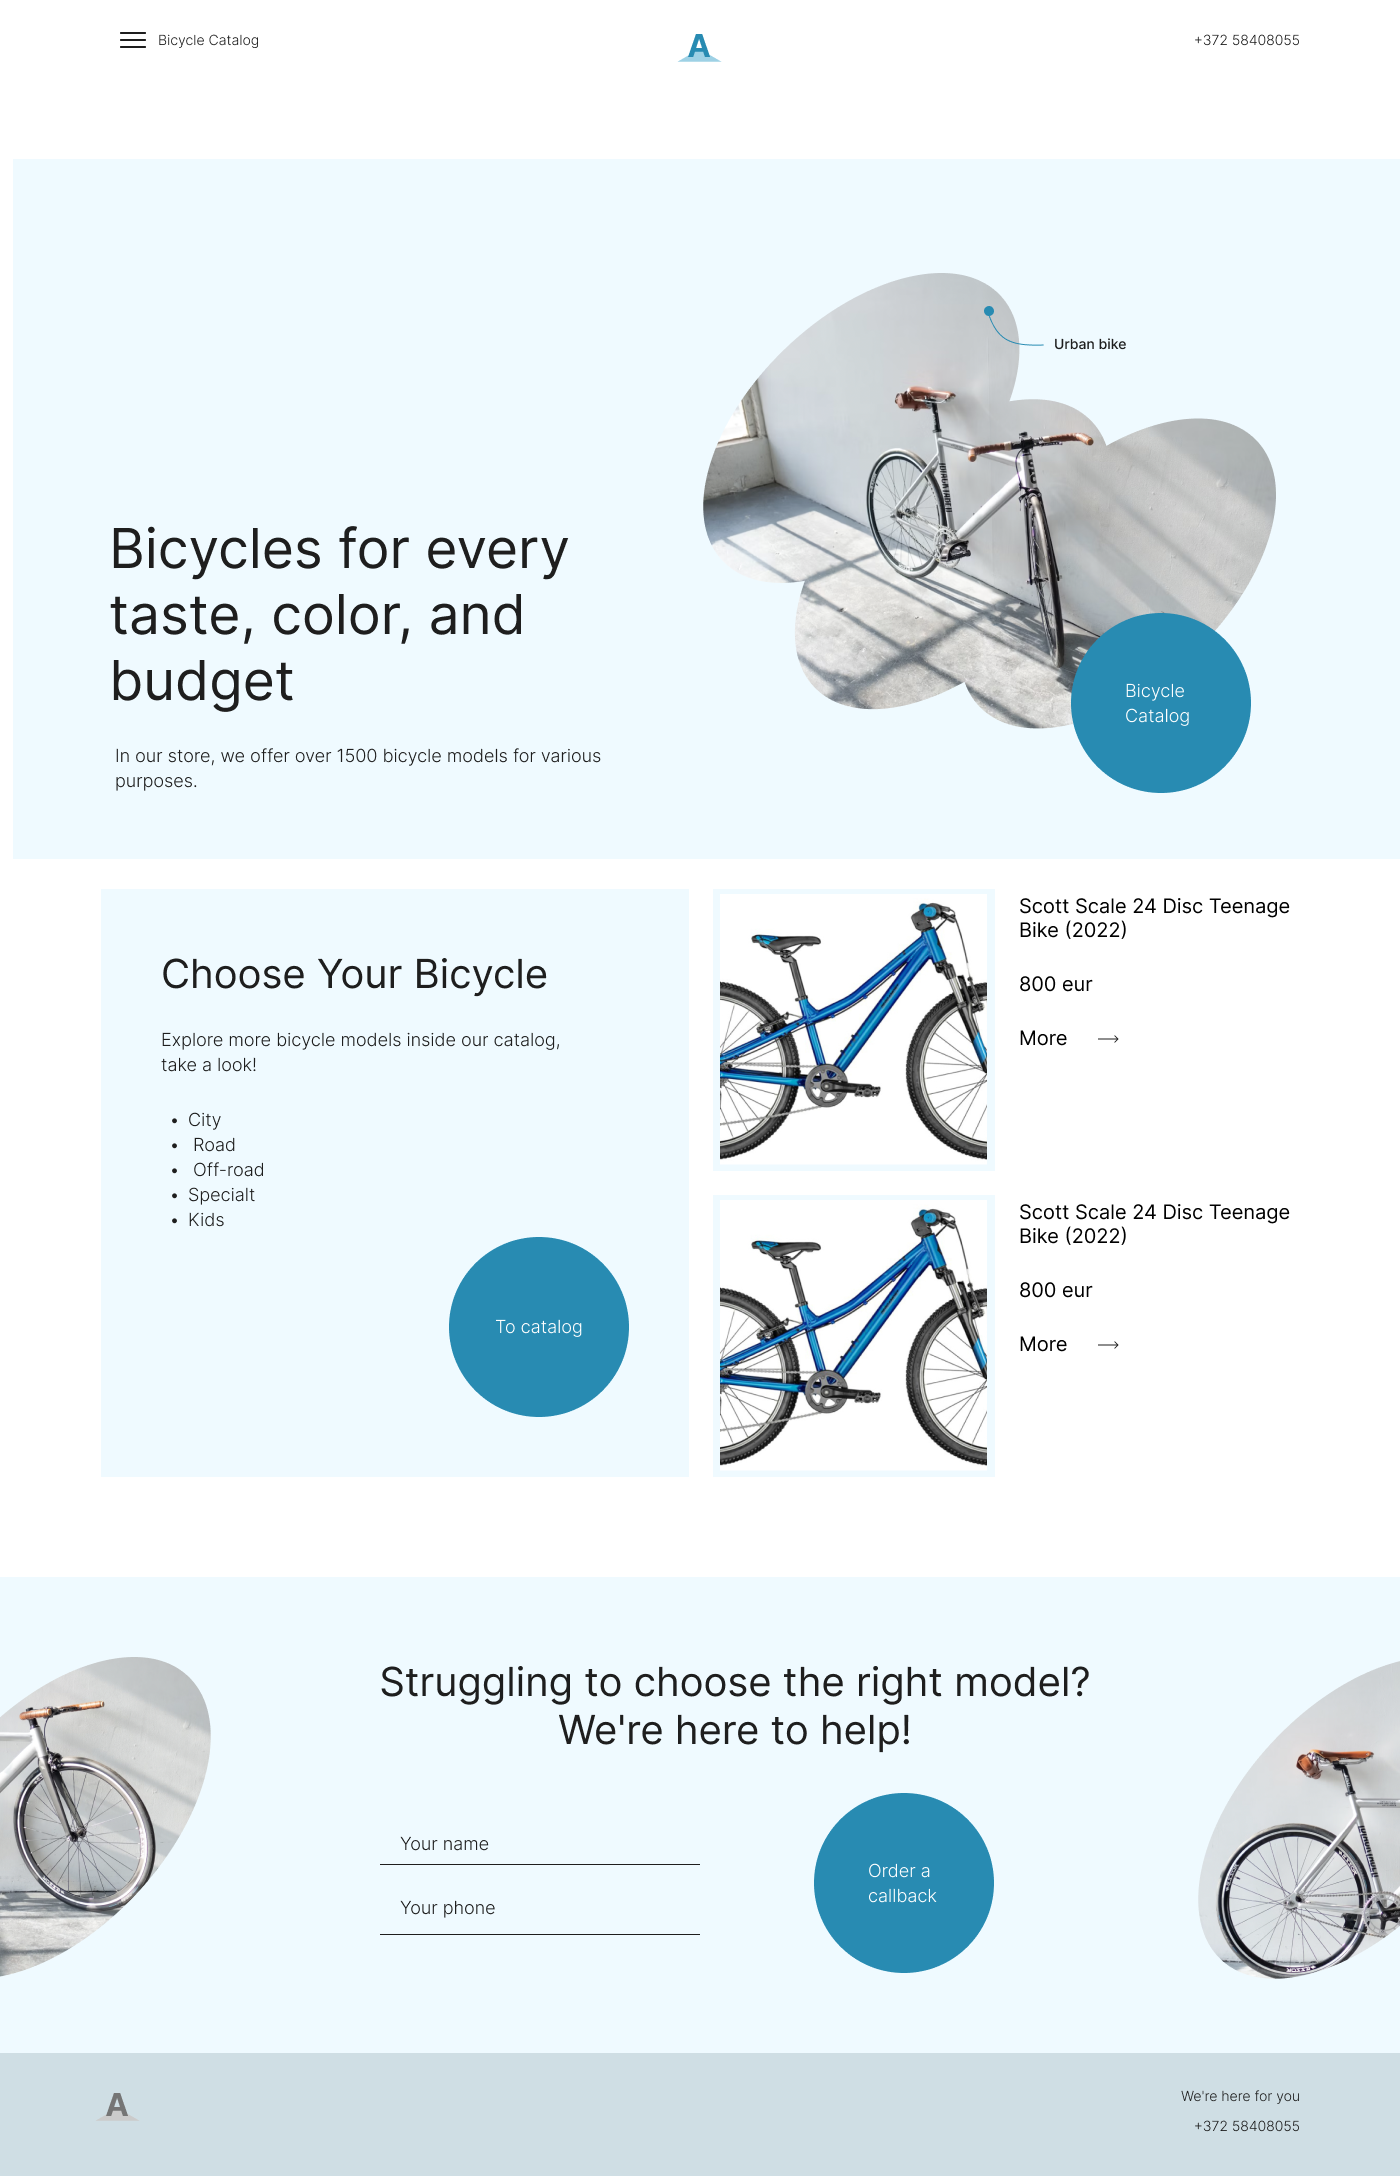 Bicycle Catalog
A
+372 58408055
Urban bike
Bicycles for every
taste, color, and
budget
In our store, we offer over 1500 bicycle models for various
purposes.
Bicycle
Catalog
Choose Your Bicycle
Explore more bicycle models inside our catalog,
take a look!
• City
• Road
• Off-road
• Specialt
• Kids
To catalog
Scott Scale 24 Disc Teenage
Bike (2022)
800 eur
More →
Scott Scale 24 Disc Teenage
Bike (2022)
800 eur
More →
Struggling to choose the right model?
We're here to help!
Your name
Your phone
Order a
callback
A
We're here for you
+372 58408055